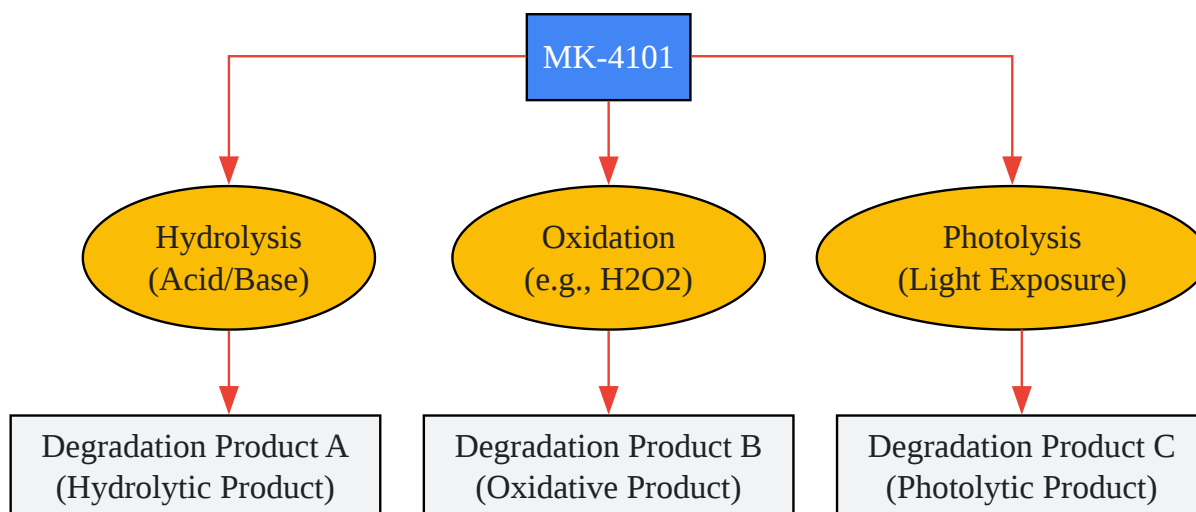 MK-4101
Hydrolysis
(Acid/Base)
Oxidation
(e.g., H2O2)
Photolysis
(Light Exposure)
Degradation Product A
(Hydrolytic Product)
Degradation Product B
(Oxidative Product)
Degradation Product C
(Photolytic Product)